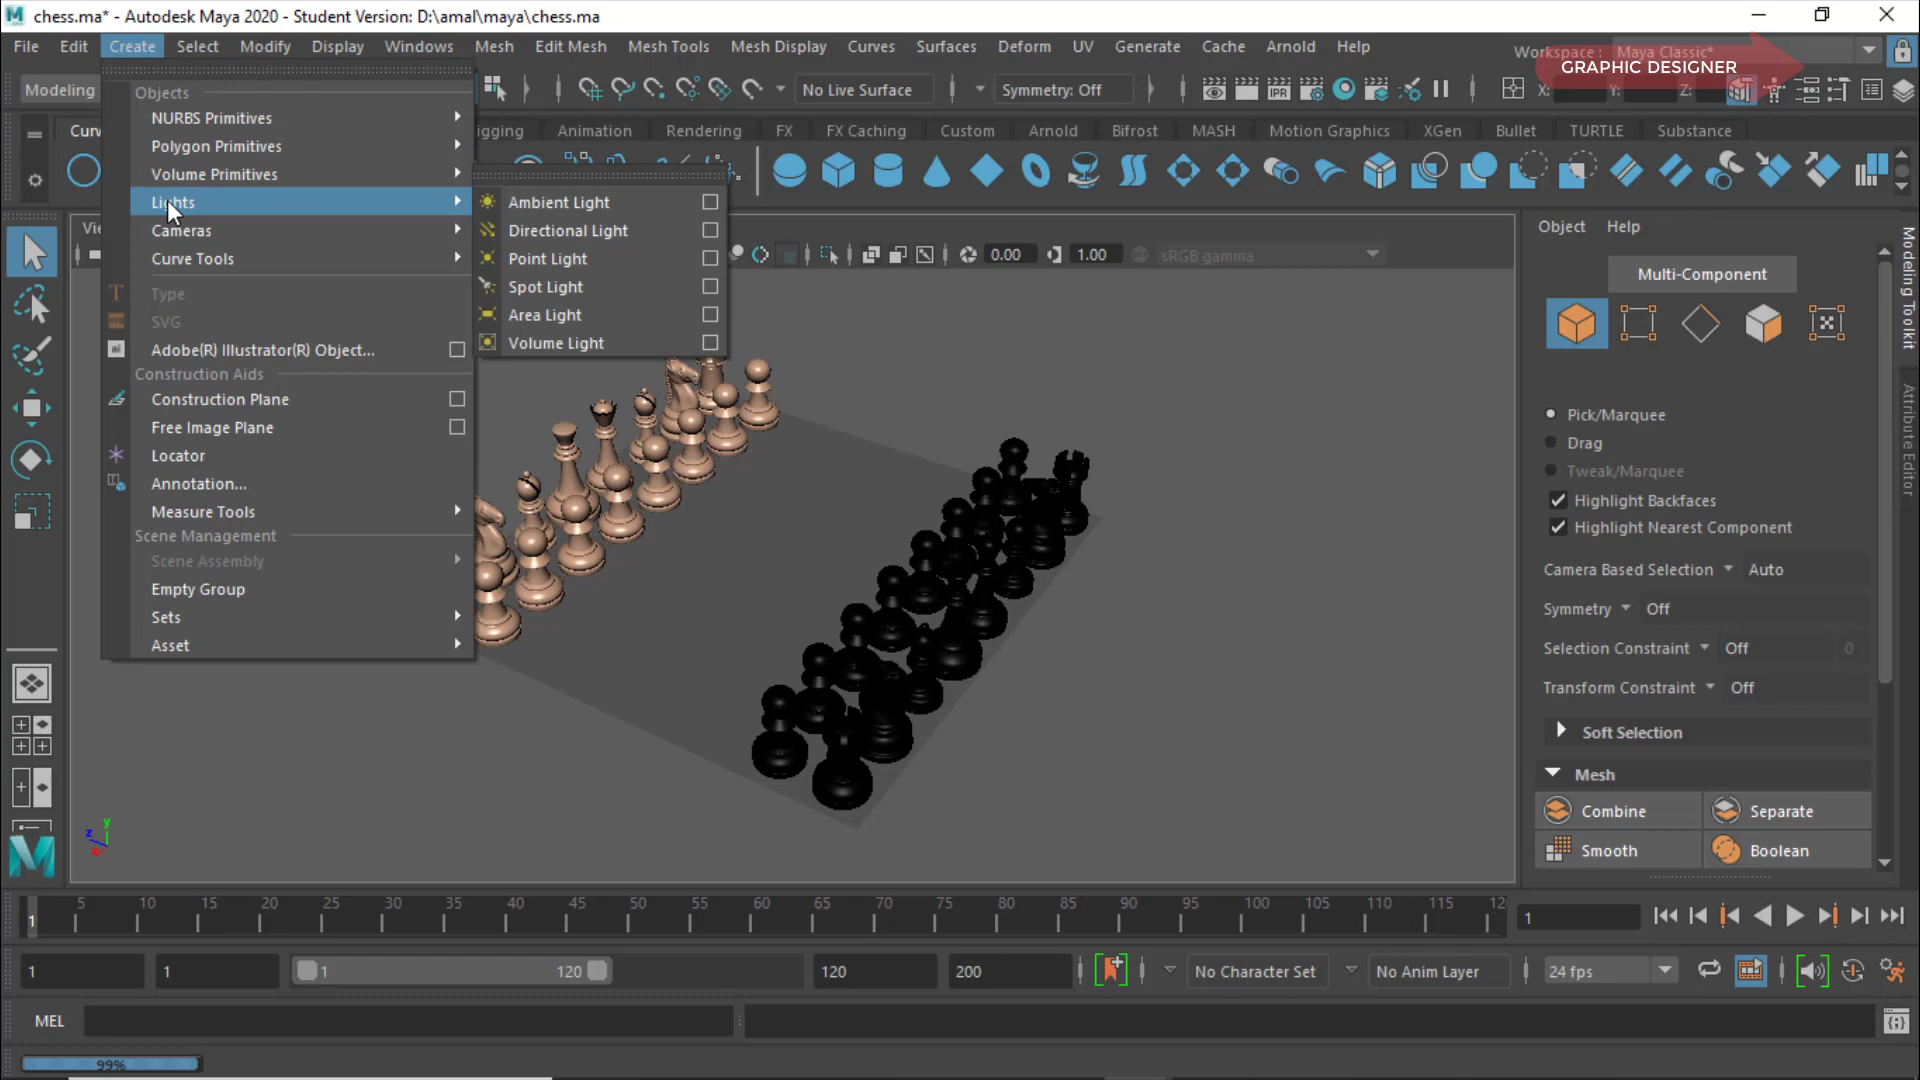 chess.ma* - Autodesk Maya 2020 - Student Version: D:\amal\maya\chess.ma
File Edit Create Select Modify Display Windows Mesh Edit Mesh Mesh Tools Mesh Display Curves Surfaces Deform UV Generate Cache Arnold Help
Workspace : Maya Classic*
GRAPHIC DESIGNER
Modeling
No Live Surface
Symmetry: Off
X:
Y:
Z:
Rendering FX FX Caching Custom Arnold Bifrost MASH Motion Graphics XGen Bullet TURTLE Substance
Animation
Objects
NURBS Primitives
Polygon Primitives
Volume Primitives
Lights
Cameras
Curve Tools
Type
SVG
Adobe(R) Illustrator(R) Object...
Construction Aids
Construction Plane
Free Image Plane
Locator
Annotation...
Measure Tools
Scene Management
Scene Assembly
Empty Group
Sets
Asset
Ambient Light
Directional Light
Point Light
Spot Light
Area Light
Volume Light
0.00
1.00
sRGB gamma
Object Help
Multi-Component
Pick/Marquee
Drag
Tweak/Marquee
Highlight Backfaces
Highlight Nearest Component
Camera Based Selection Auto
Symmetry Off
Selection Constraint Off 0
Transform Constraint Off
Soft Selection
Mesh
Combine Separate
Smooth Boolean
Modeling Toolkit
Attribute Editor
z y x
1 5 10 15 20 25 30 35 40 45 50 55 60 65 70 75 80 85 90 95 100 105 110 115 12
1
1 1 1 120 120 200
No Character Set
No Anim Layer
24 fps
MEL
99%